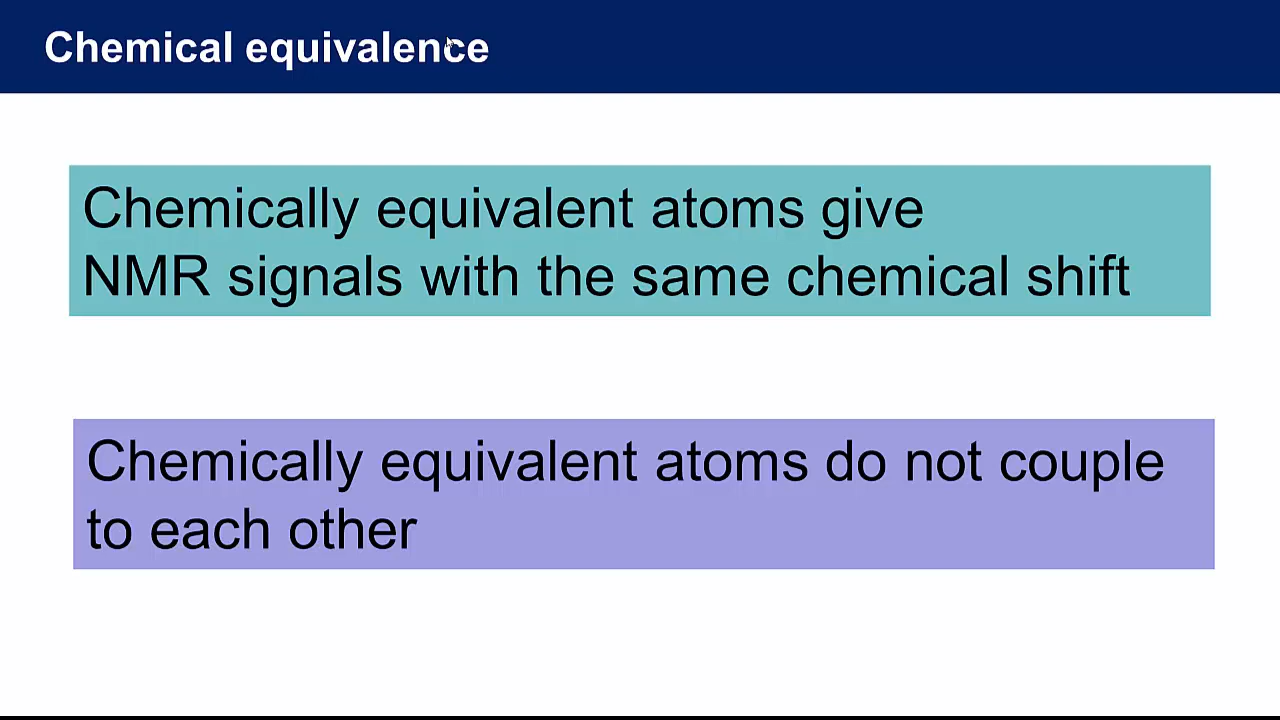 Chemical equivalence
Chemically equivalent atoms give
NMR signals with the same chemical shift
Chemically equivalent atoms do not couple
to each other